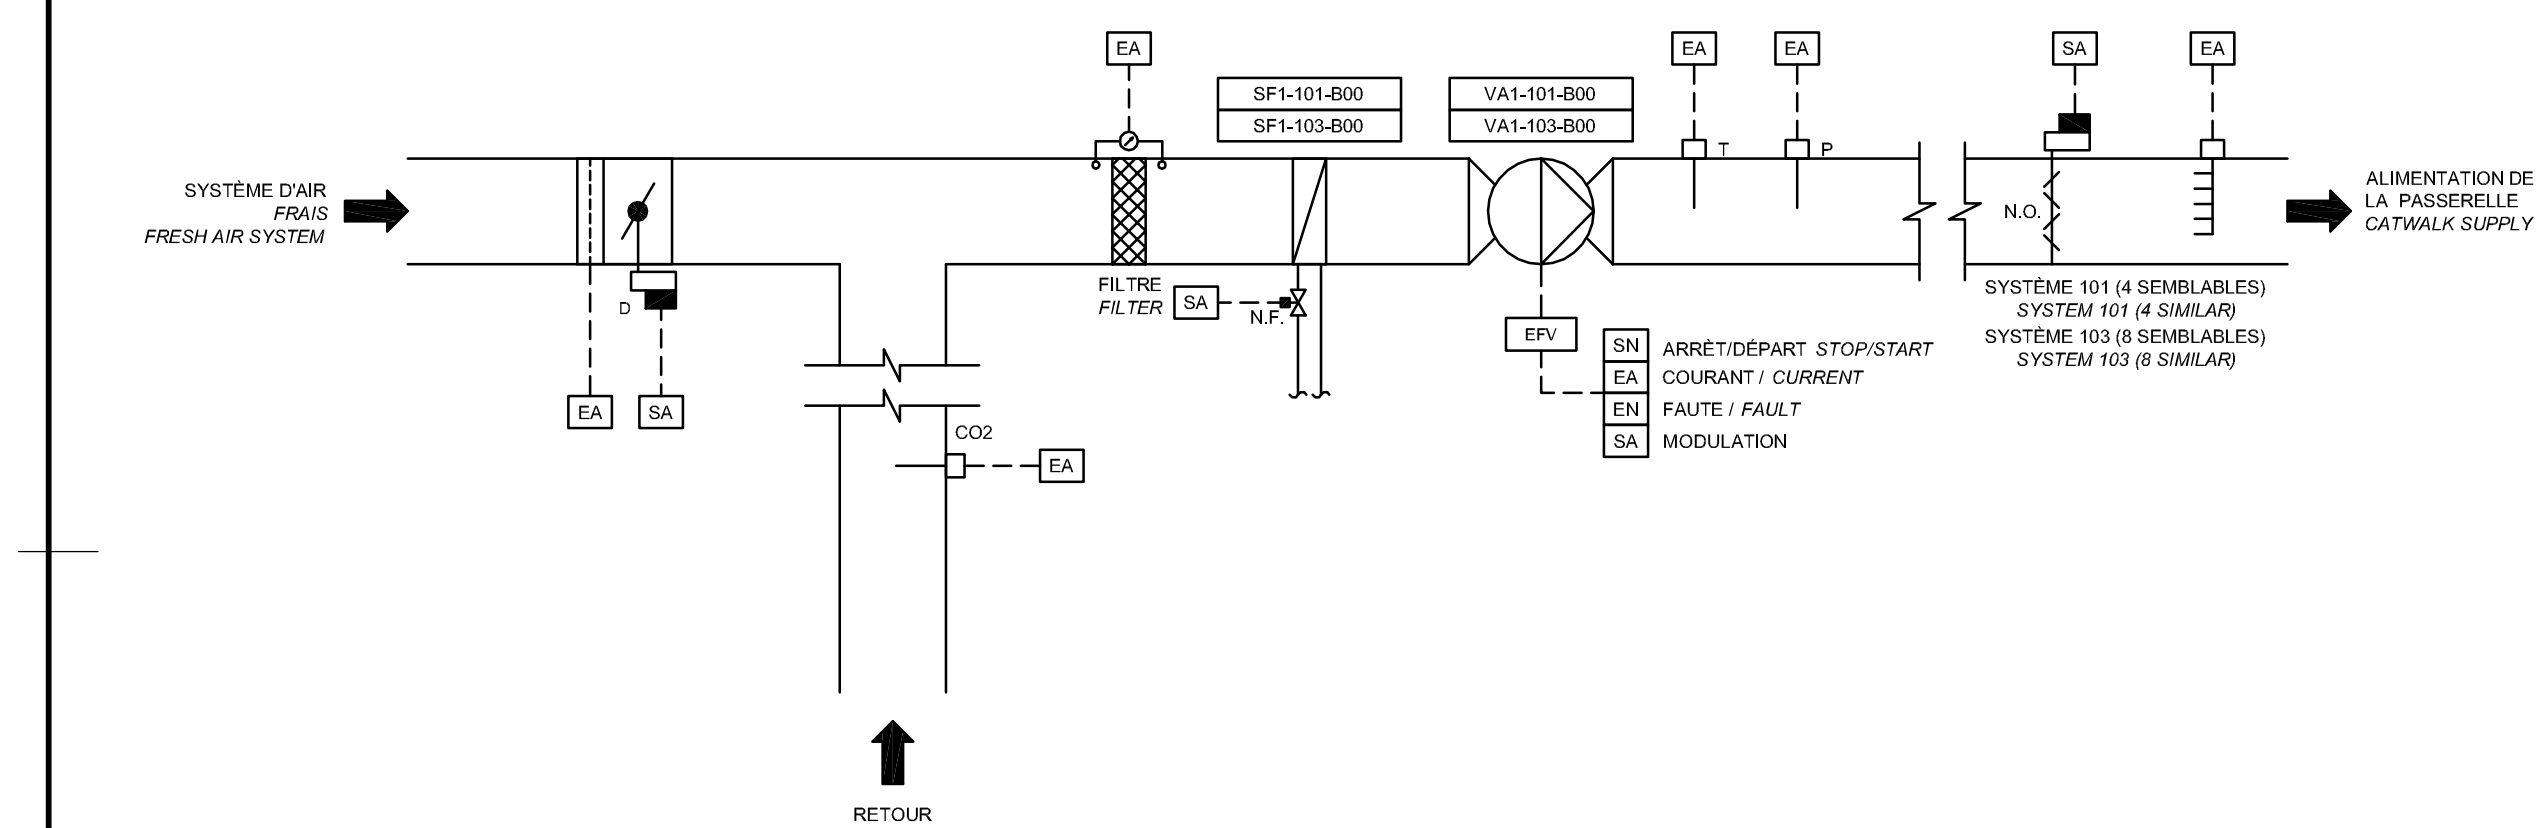 EA
EA
EA
SA
EA
SF1-101-B00
SF1-103-B00
VA1-101-B00
VA1-103-B00
T
P
SYSTÈME D'AIR
FRAIS
FRESH AIR SYSTEM
N.O.
ALIMENTATION DE
LA PASSERELLE
CATWALK SUPPLY
D
FILTRE
FILTER
SA
N.F.
EFV
SYSTÈME 101 (4 SEMBLABLES)
SYSTEM 101 (4 SIMILAR)
SYSTÈME 103 (8 SEMBLABLES)
SYSTEM 103 (8 SIMILAR)
SN ARRÈT/DÉPART STOP/START
EA COURANT / CURRENT
EN FAUTE / FAULT
SA MODULATION
EA
SA
CO2
EA
RETOUR